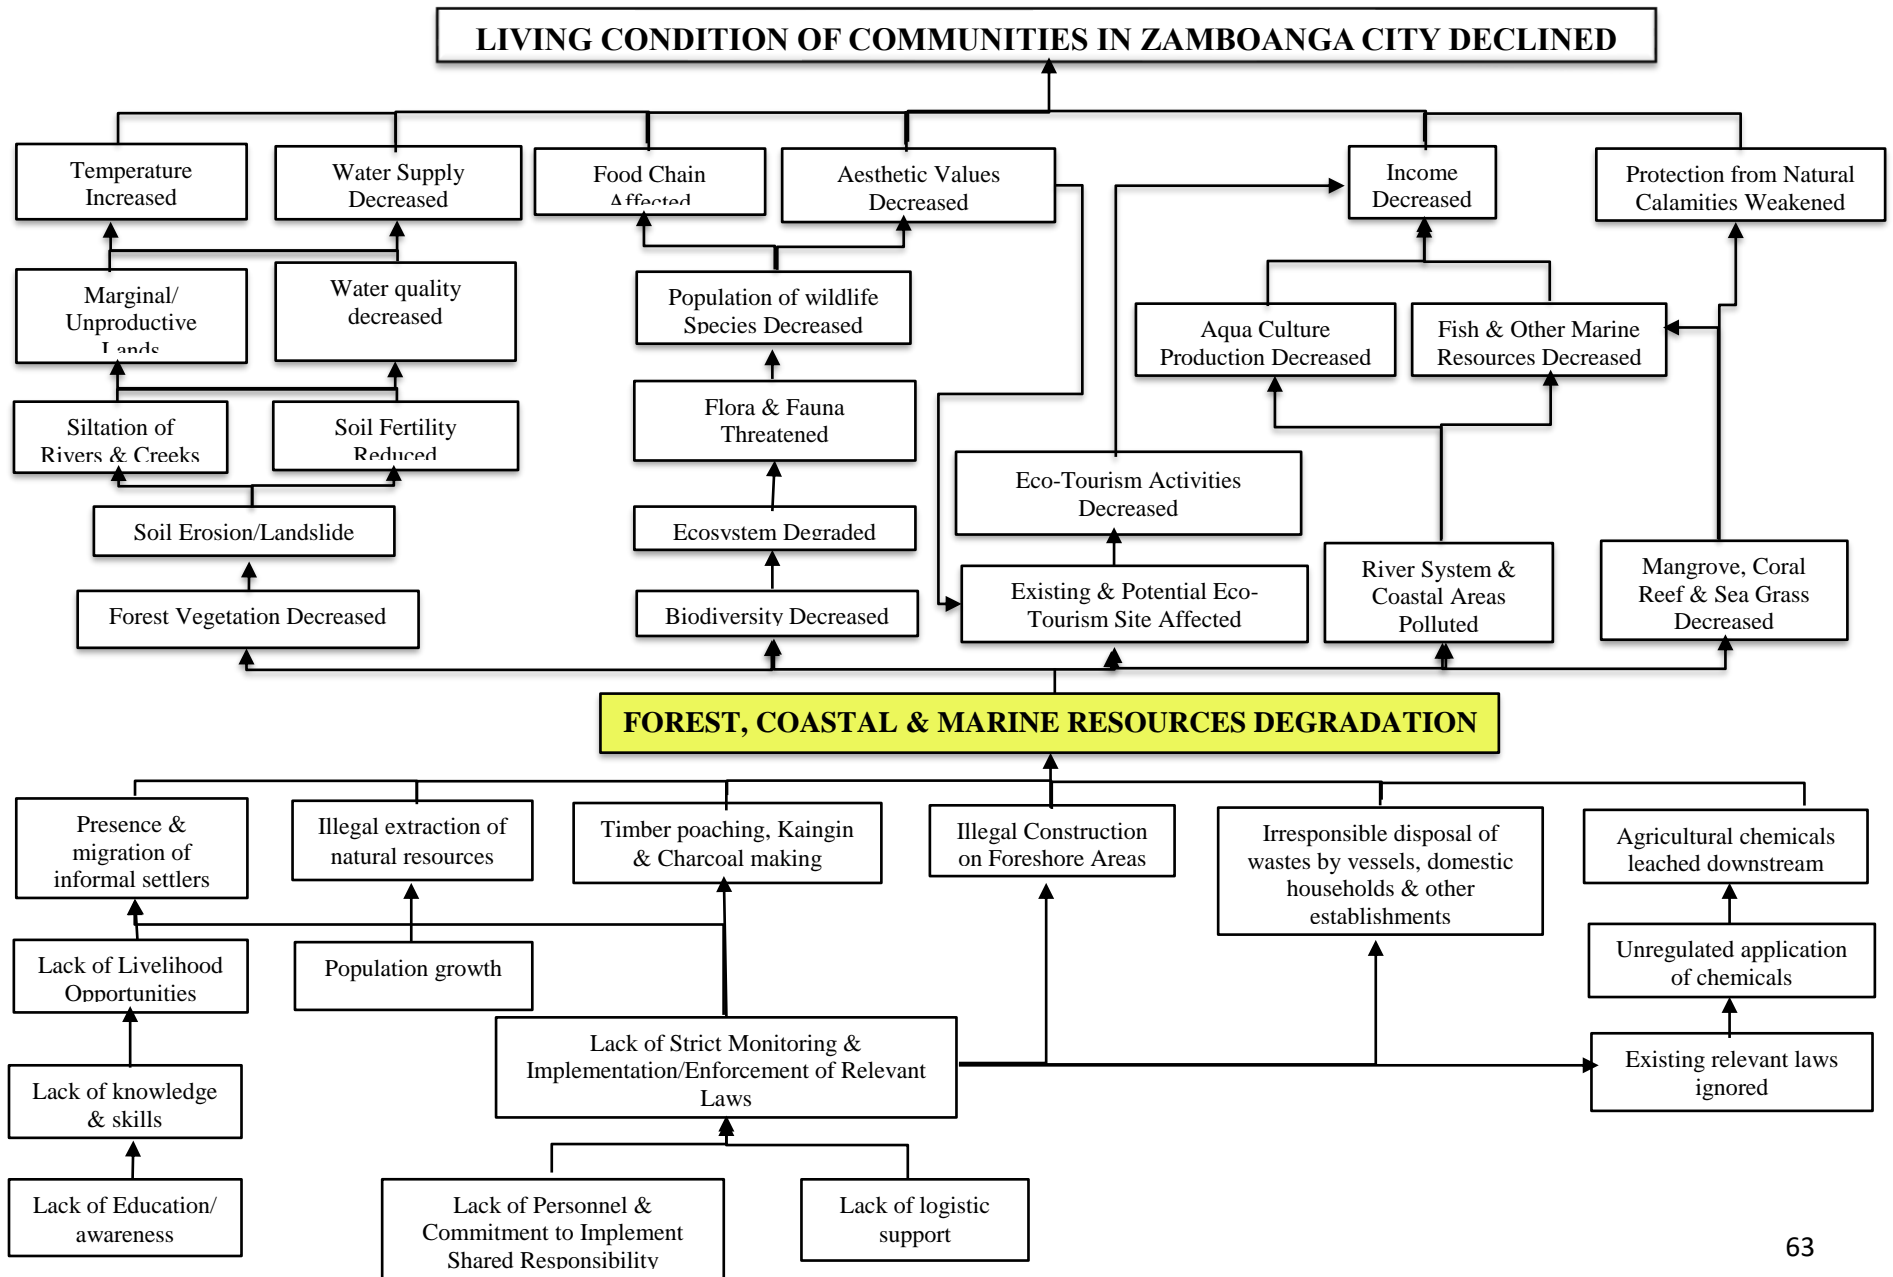 LIVING CONDITION OF COMMUNITIES IN ZAMBOANGA CITY DECLINED
Temperature
Increased
Water Supply
Decreased
Food Chain
Affected
Aesthetic Values
Decreased
Income
Decreased
Protection from Natural
Calamities Weakened
Marginal/
Unproductive
Lands
Water quality
decreased
Population of wildlife
Species Decreased
Aqua Culture
Production Decreased
Fish & Other Marine
Resources Decreased
Siltation of
Rivers & Creeks
Soil Fertility
Reduced
Flora & Fauna
Threatened
Eco-Tourism Activities
Decreased
Soil Erosion/Landslide
Ecosystem Degraded
Forest Vegetation Decreased
Biodiversity Decreased
Existing & Potential Eco-
Tourism Site Affected
River System &
Coastal Areas
Polluted
Mangrove, Coral
Reef & Sea Grass
Decreased
FOREST, COASTAL & MARINE RESOURCES DEGRADATION
Presence &
migration of
informal settlers
Illegal extraction of
natural resources
Timber poaching, Kaingin
& Charcoal making
Illegal Construction
on Foreshore Areas
Irresponsible disposal of
wastes by vessels, domestic
households & other
establishments
Agricultural chemicals
leached downstream
Lack of Livelihood
Opportunities
Population growth
Unregulated application
of chemicals
Lack of Strict Monitoring &
Implementation/Enforcement of Relevant
Laws
Existing relevant laws
ignored
Lack of knowledge
& skills
Lack of Education/
awareness
Lack of Personnel &
Commitment to Implement
Shared Responsibility
Lack of logistic
support
63